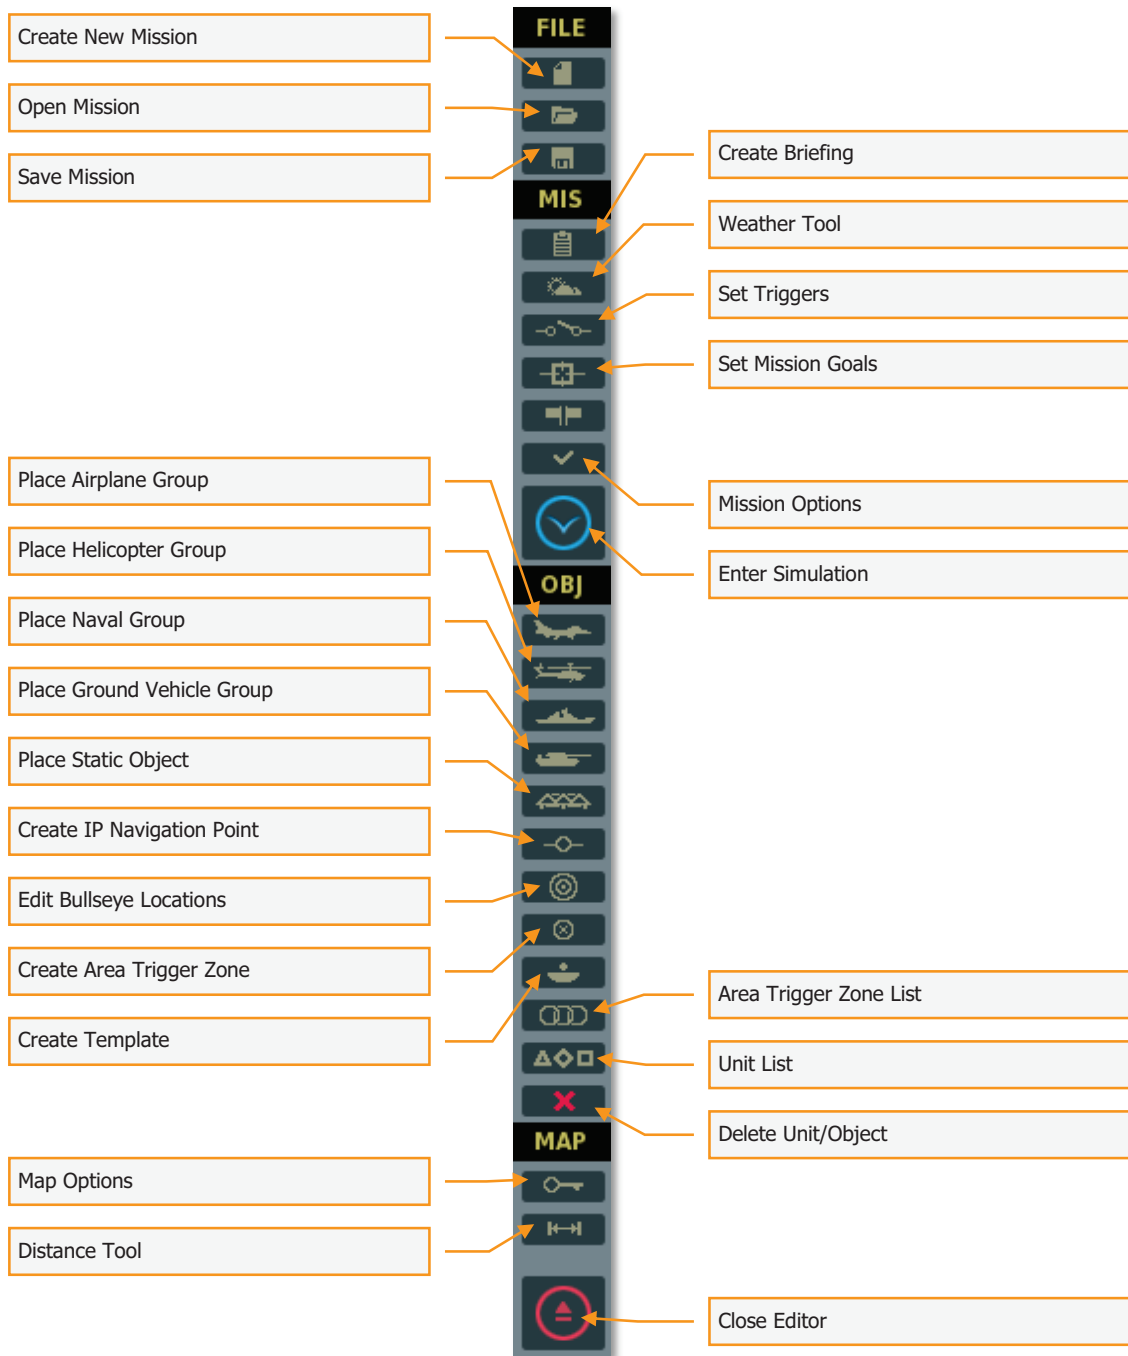 FILE
Create New Mission
Open Mission
Save Mission
Create Briefing
MIS
Weather Tool
Set Triggers
Set Mission Goals
Place Airplane Group
Mission Options
Place Helicopter Group
Enter Simulation
OBJ
Place Naval Group
Place Ground Vehicle Group
Place Static Object
Create IP Navigation Point
Edit Bullseye Locations
Create Area Trigger Zone
Area Trigger Zone List
Create Template
Unit List
Delete Unit/Object
MAP
Map Options
Distance Tool
Close Editor